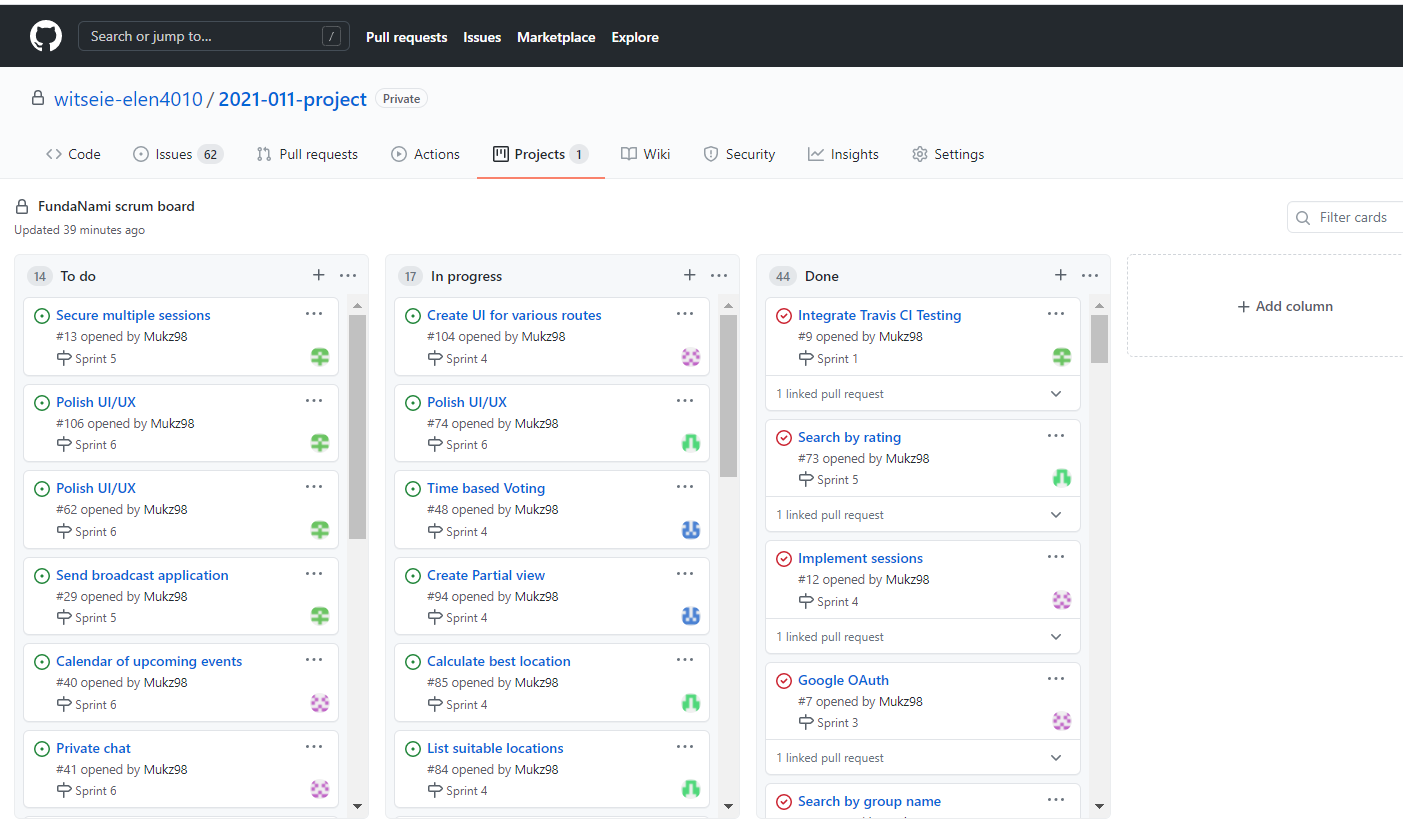 Search or jump to... /
Pull requests Issues Marketplace Explore
witseie-elen4010 / 2021-011-project Private
Code Issues 62 Pull requests Actions Projects 1 Wiki Security Insights Settings
FundaNami scrum board
Updated 39 minutes ago
Filter cards
14 To do
Secure multiple sessions
#13 opened by Mukz98
Sprint 5
Polish UI/UX
#106 opened by Mukz98
Sprint 6
Polish UI/UX
#62 opened by Mukz98
Sprint 6
Send broadcast application
#29 opened by Mukz98
Sprint 5
Calendar of upcoming events
#40 opened by Mukz98
Sprint 6
Private chat
#41 opened by Mukz98
Sprint 6
17 In progress
Create UI for various routes
#104 opened by Mukz98
Sprint 4
Polish UI/UX
#74 opened by Mukz98
Sprint 6
Time based Voting
#48 opened by Mukz98
Sprint 4
Create Partial view
#94 opened by Mukz98
Sprint 4
Calculate best location
#85 opened by Mukz98
Sprint 4
List suitable locations
#84 opened by Mukz98
Sprint 4
44 Done
Integrate Travis CI Testing
#9 opened by Mukz98
Sprint 1
1 linked pull request
Search by rating
#73 opened by Mukz98
Sprint 5
1 linked pull request
Implement sessions
#12 opened by Mukz98
Sprint 4
1 linked pull request
Google OAuth
#7 opened by Mukz98
Sprint 3
1 linked pull request
Search by group name
+ Add column